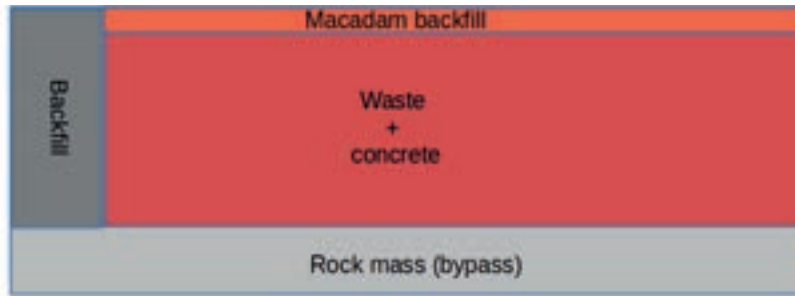 Macadam backfill
Backfill
Waste
+
concrete
Rock mass (bypass)